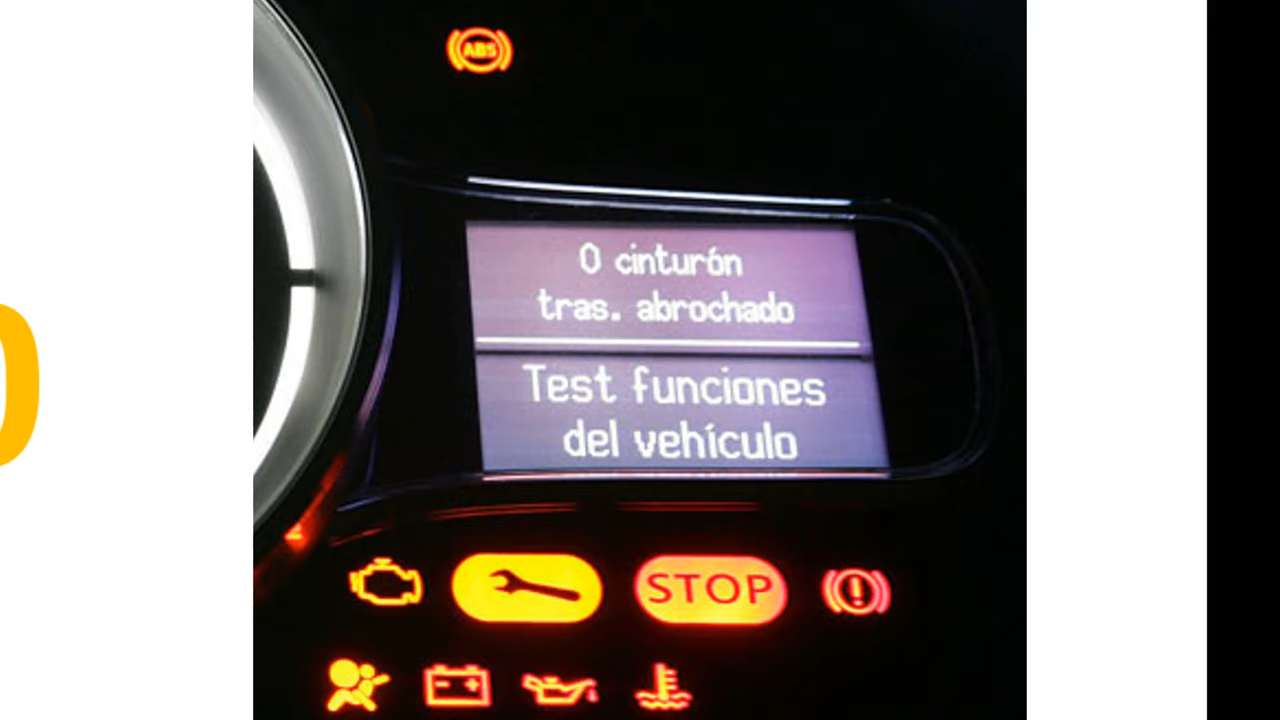 ABS
0 cinturón
tras. abrochado
Test funciones
del vehículo
STOP